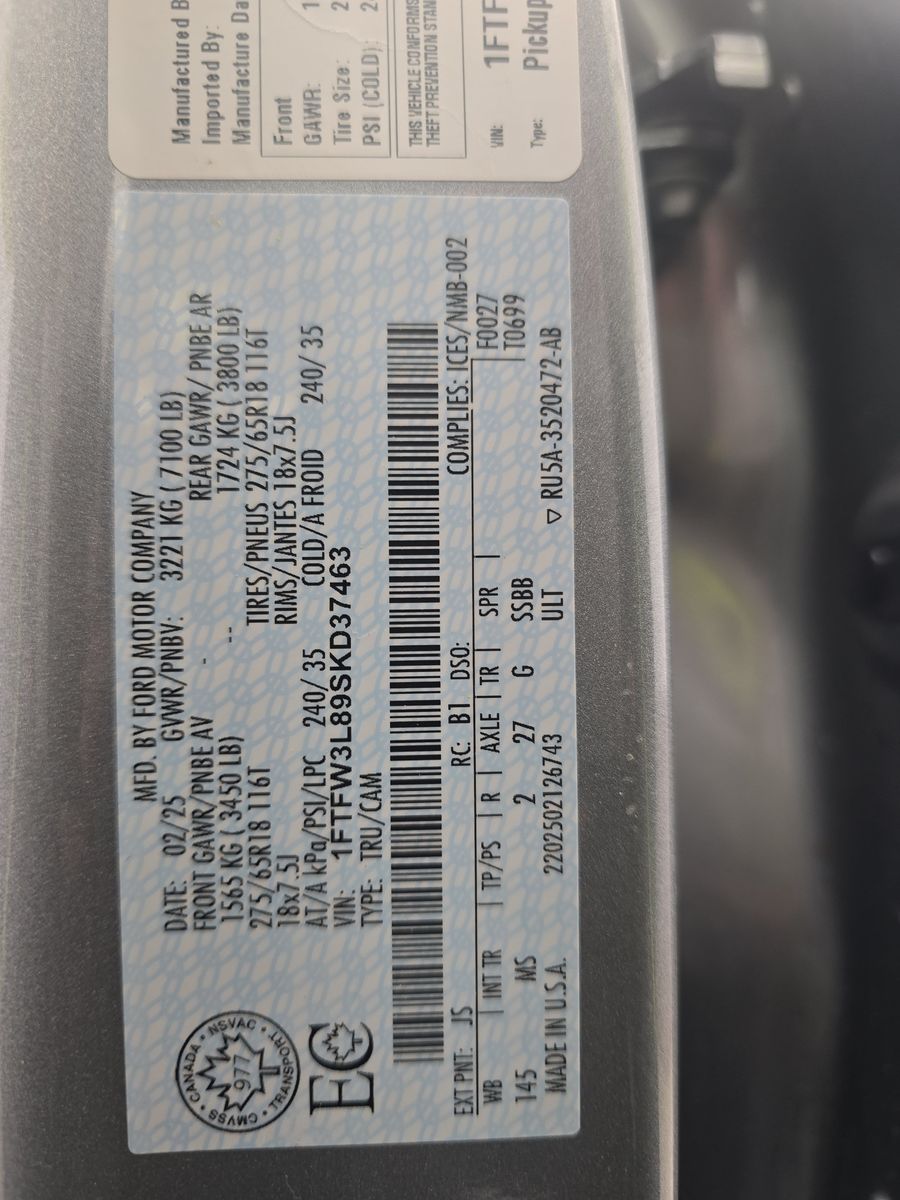 MFD. BY FORD MOTOR COMPANY
DATE: 02/25 GVWR/PNBV: 3221 KG ( 7100 LB)
FRONT GAWR/PNBE AV - REAR GAWR/ PNBE AR
1565 KG ( 3450 LB) -- 1724 KG ( 3800 LB)
275/65R18 116T TIRES/PNEUS 275/65R18 116T
18x7.5J RIMS/JANTES 18x7.5J
AT/A kPa/PSI/LPC 240/ 35 COLD/A FROID 240/ 35
VIN: 1FTFW3L89SKD37463
TYPE: TRU/CAM
CANADA • NSVAC • TRANSPORT • CMVSS •
977
EC
COMPLIES: ICES/NMB-002
EXT PNT: JS RC: B1 DSO: F0027
WB | INT TR | TP/PS | R | AXLE | TR | SPR | T0699
145 MS 2 27 G SSBB
MADE IN U.S.A. 2202502126743 ULT ▽ RU5A-3520472-AB
Manufactured B
Imported By:
Manufacture Da
Front
GAWR: 1
Tire Size: 2
PSI (COLD): 2
THIS VEHICLE CONFORMS
THEFT PREVENTION STAN
VIN: 1FTF
Type: Pickup